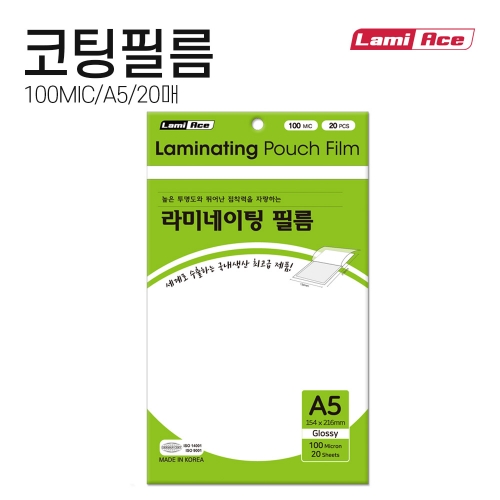 코팅필름
100MIC/A5/20매
Lami Ace
Lami Ace
100 MIC
20 PCS
Laminating Pouch Film
높은 투명도와 뛰어난 접착력을 자랑하는
라미네이팅 필름
세계로 수출하는 국내생산 최고급 제품!
A5
154 x 216mm
Glossy
100 Micron
20 Sheets
ISO 14001
ISO 9001
MADE IN KOREA